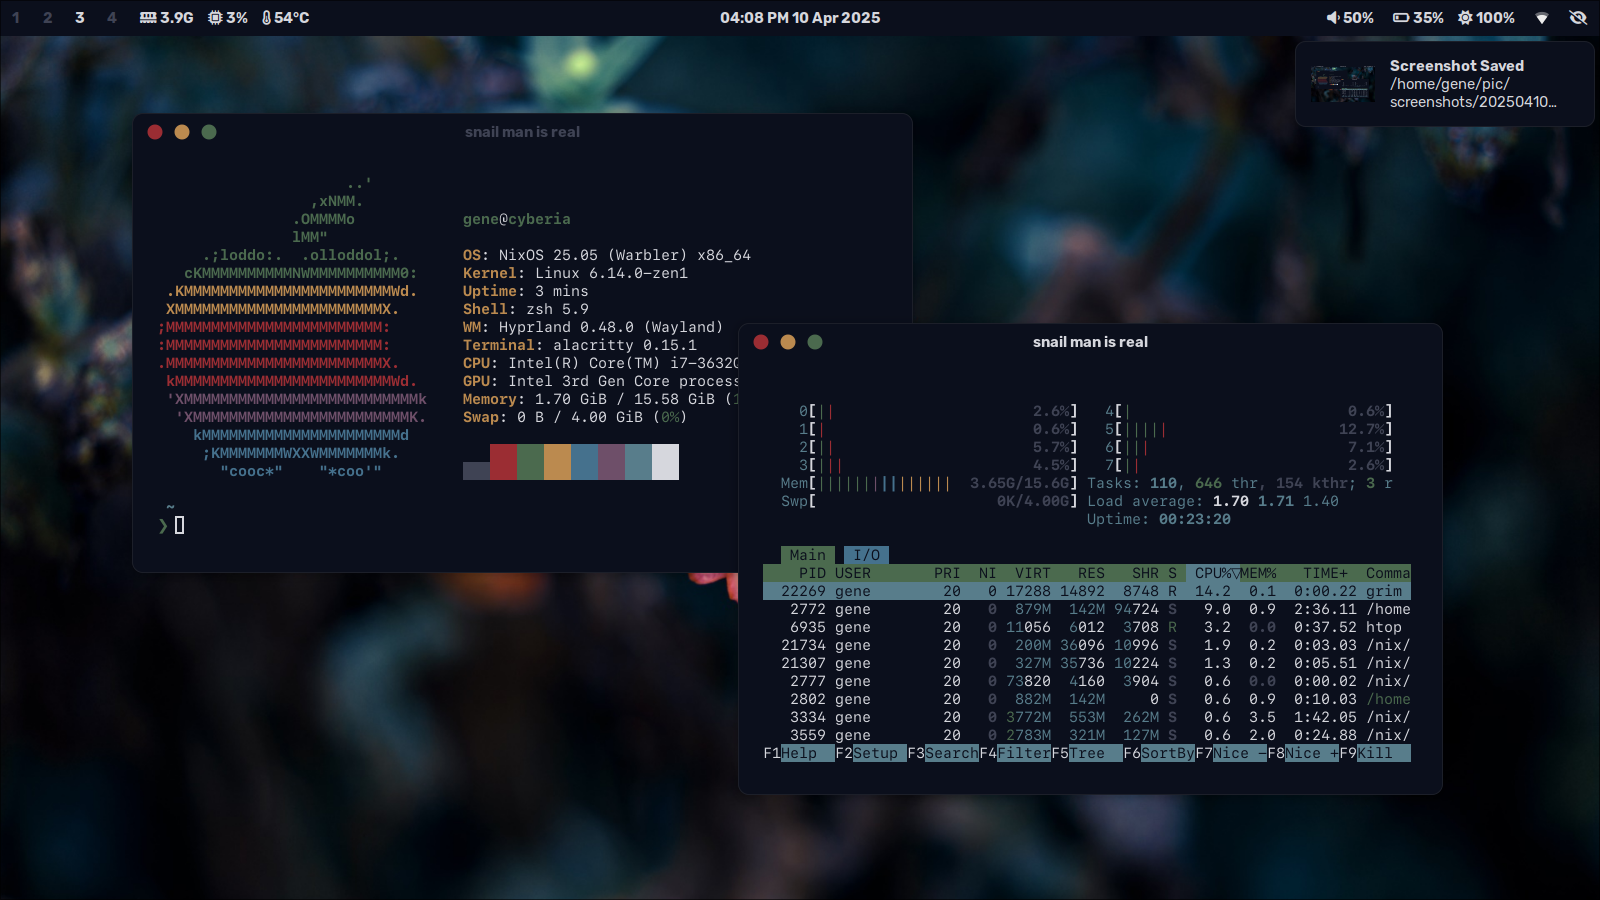 1 2 3 4 3.9G 3% 54°C 04:08 PM 10 Apr 2025 50% 35% 100%
Screenshot Saved
/home/gene/pic/
screenshots/20250410…
snail man is real
..'
,xNMM.
.OMMMMo
lMM"
.;loddo:. .olloddol;.
cKMMMMMMMMMMNWMMMMMMMMMM0:
.KMMMMMMMMMMMMMMMMMMMMMMMWd.
XMMMMMMMMMMMMMMMMMMMMMMMX.
;MMMMMMMMMMMMMMMMMMMMMMMM:
:MMMMMMMMMMMMMMMMMMMMMMMM:
.MMMMMMMMMMMMMMMMMMMMMMMMX.
kMMMMMMMMMMMMMMMMMMMMMMMMWd.
'XMMMMMMMMMMMMMMMMMMMMMMMMMMk
'XMMMMMMMMMMMMMMMMMMMMMMMMK.
kMMMMMMMMMMMMMMMMMMMMMMd
;KMMMMMMMWXXWMMMMMMMk.
"cooc*" "*coo'"
gene@cyberia
OS: NixOS 25.05 (Warbler) x86_64
Kernel: Linux 6.14.0-zen1
Uptime: 3 mins
Shell: zsh 5.9
WM: Hyprland 0.48.0 (Wayland)
Terminal: alacritty 0.15.1
CPU: Intel(R) Core(TM) i7-3632Q
GPU: Intel 3rd Gen Core process
Memory: 1.70 GiB / 15.58 GiB (1
Swap: 0 B / 4.00 GiB (0%)
~
❯
snail man is real
0[|| 2.6%] 4[| 0.6%]
1[| 0.6%] 5[||||| 12.7%]
2[|| 5.7%] 6[||| 7.1%]
3[||| 4.5%] 7[|| 2.6%]
Mem[||||||||||||||| 3.65G/15.6G] Tasks: 110, 646 thr, 154 kthr; 3 r
Swp[ 0K/4.00G] Load average: 1.70 1.71 1.40
Uptime: 00:23:20
Main I/O
PID USER PRI NI VIRT RES SHR S CPU%▽MEM% TIME+ Comma
22269 gene 20 0 17288 14892 8748 R 14.2 0.1 0:00.22 grim
2772 gene 20 0 879M 142M 94724 S 9.0 0.9 2:36.11 /home
6935 gene 20 0 11056 6012 3708 R 3.2 0.0 0:37.52 htop
21734 gene 20 0 200M 36096 10996 S 1.9 0.2 0:03.03 /nix/
21307 gene 20 0 327M 35736 10224 S 1.3 0.2 0:05.51 /nix/
2777 gene 20 0 73820 4160 3904 S 0.6 0.0 0:00.02 /nix/
2802 gene 20 0 882M 142M 0 S 0.6 0.9 0:10.03 /home
3334 gene 20 0 3772M 553M 262M S 0.6 3.5 1:42.05 /nix/
3559 gene 20 0 2783M 321M 127M S 0.6 2.0 0:24.88 /nix/
F1Help F2Setup F3SearchF4FilterF5Tree F6SortByF7Nice -F8Nice +F9Kill